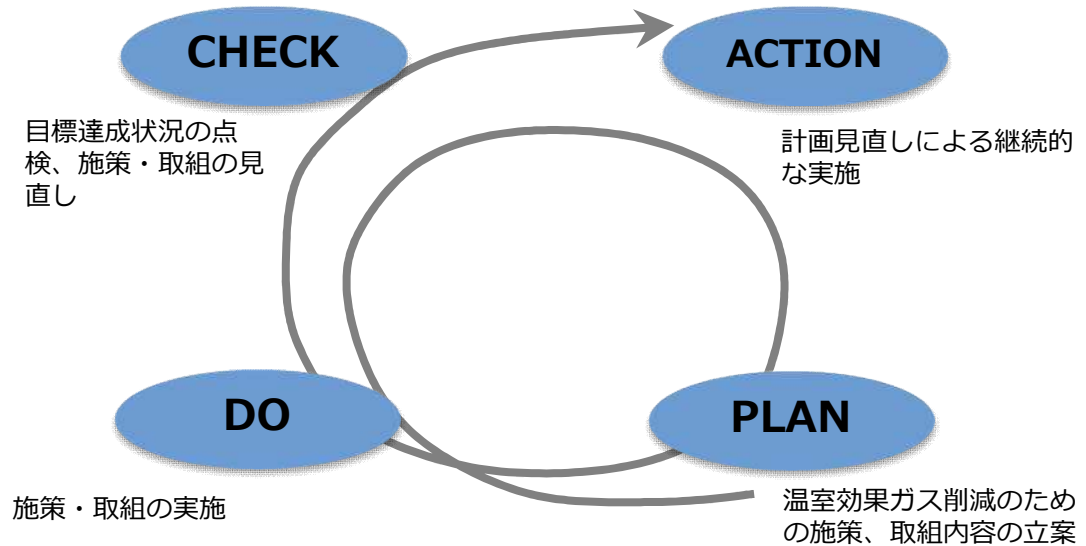 CHECK
目標達成状況の点
検、施策・取組の見
直し
ACTION
計画見直しによる継続的
な実施
DO
施策・取組の実施
PLAN
温室効果ガス削減のため
の施策、取組内容の立案